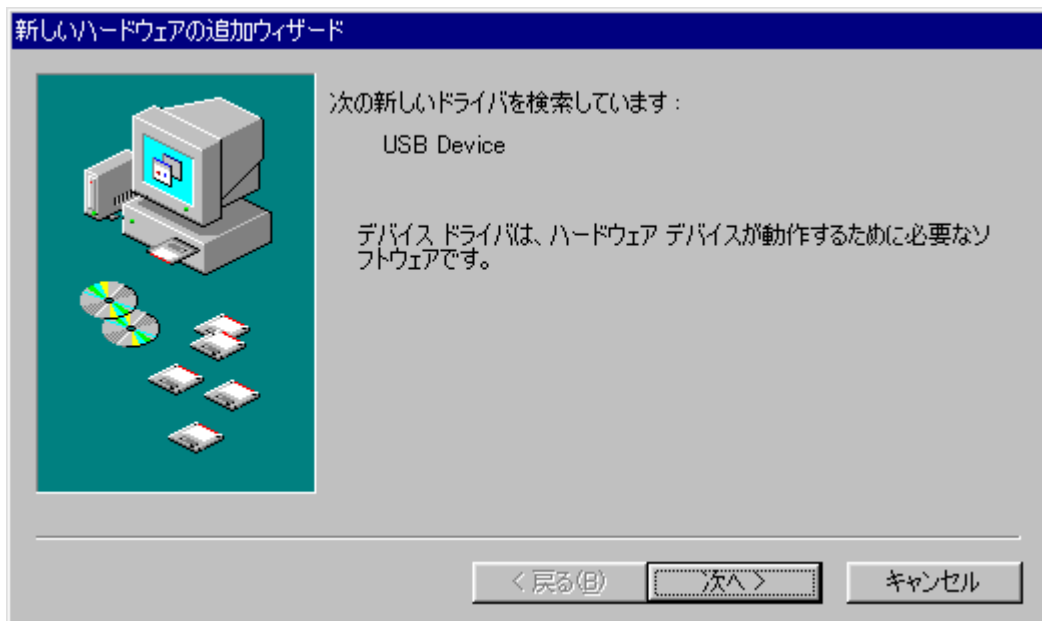 新しいハードウェアの追加ウィザード
次の新しいドライバを検索しています：
USB Device
デバイス ドライバは、ハードウェア デバイスが動作するために必要なソ
フトウェアです。
< 戻る(B)
次へ >
キャンセル